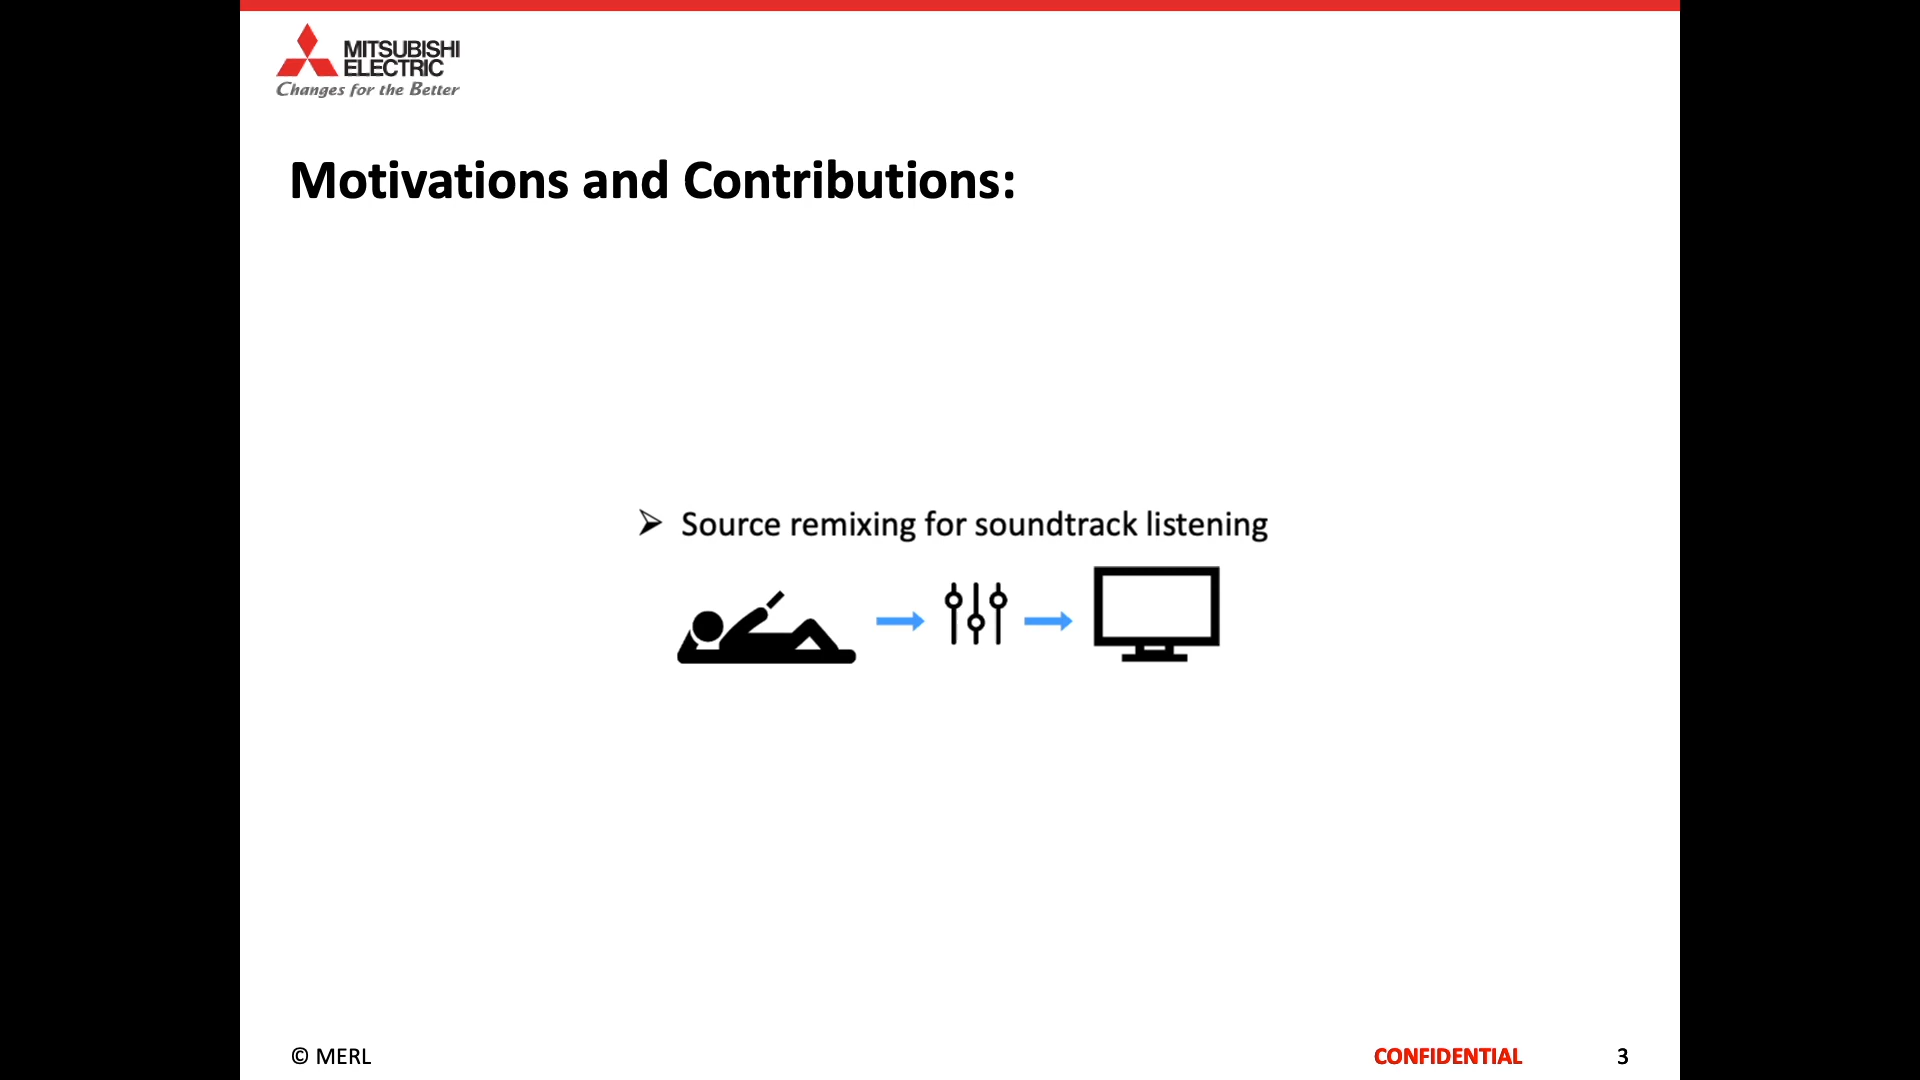 MITSUBISHI
ELECTRIC
Changes for the Better
Motivations and Contributions:
➢ Source remixing for soundtrack listening
© MERL
CONFIDENTIAL
3